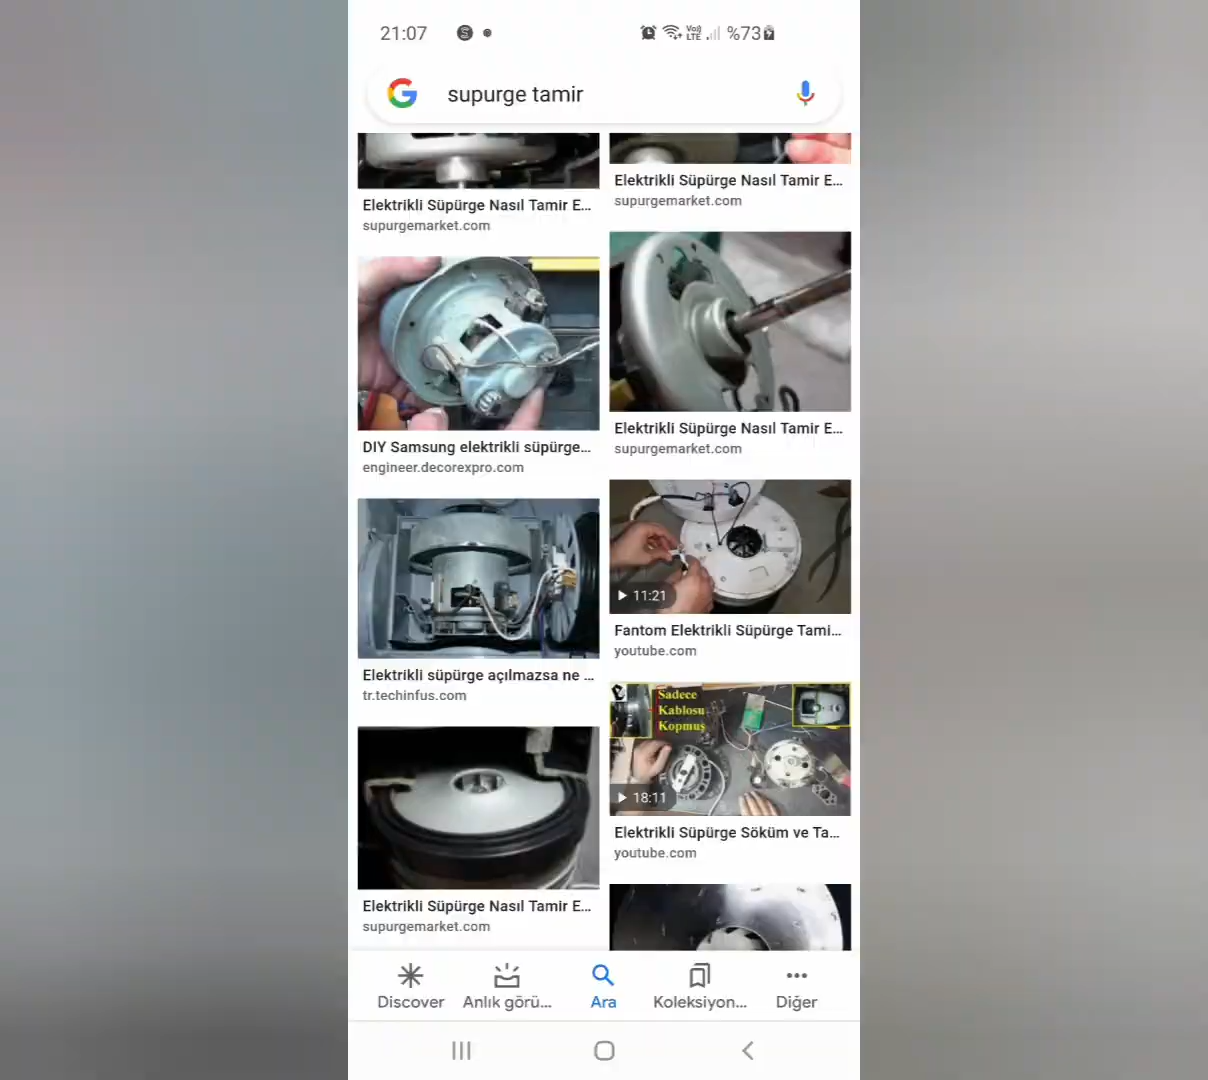 21:07
Vo)) LTE
%73
supurge tamir
Elektrikli Süpürge Nasıl Tamir E...
supurgemarket.com
Elektrikli Süpürge Nasıl Tamir E...
supurgemarket.com
DIY Samsung elektrikli süpürge...
engineer.decorexpro.com
Elektrikli Süpürge Nasıl Tamir E...
supurgemarket.com
11:21
Elektrikli süpürge açılmazsa ne ...
tr.techinfus.com
Fantom Elektrikli Süpürge Tami...
youtube.com
Sadece
Kablosu
Kopmuş
18:11
Elektrikli Süpürge Nasıl Tamir E...
supurgemarket.com
Elektrikli Süpürge Söküm ve Ta...
youtube.com
Discover
Anlık görü...
Ara
Koleksiyon...
Diğer